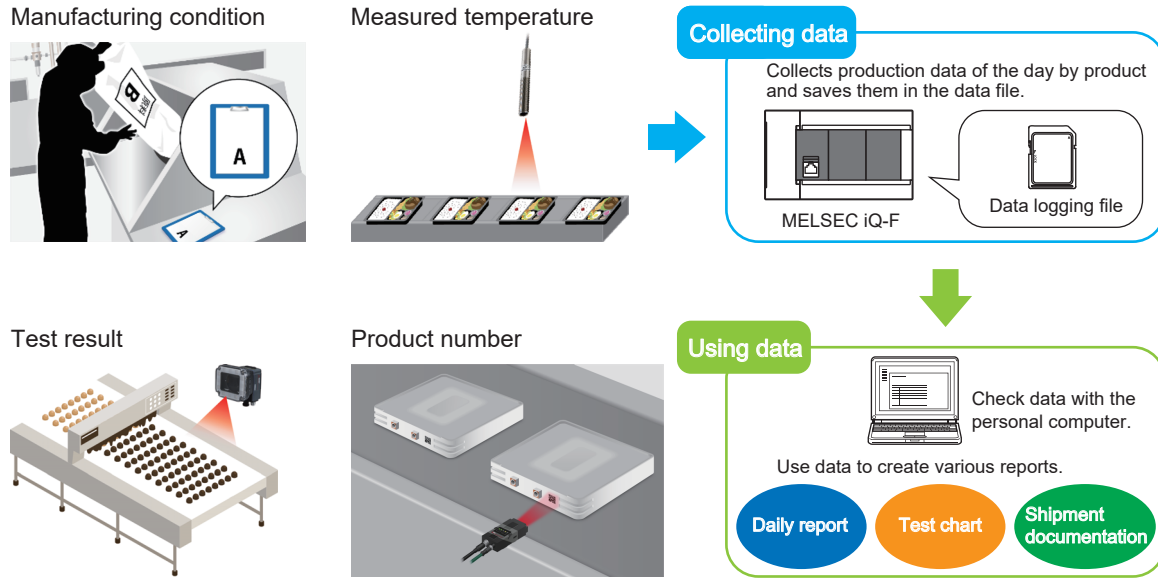 Manufacturing condition
B
A
A
Measured temperature
Collecting data
Collects production data of the day by product
and saves them in the data file.
MELSEC iQ-F
Data logging file
Test result
Product number
Using data
Check data with the
personal computer.
Use data to create various reports.
Daily report
Test chart
Shipment
documentation